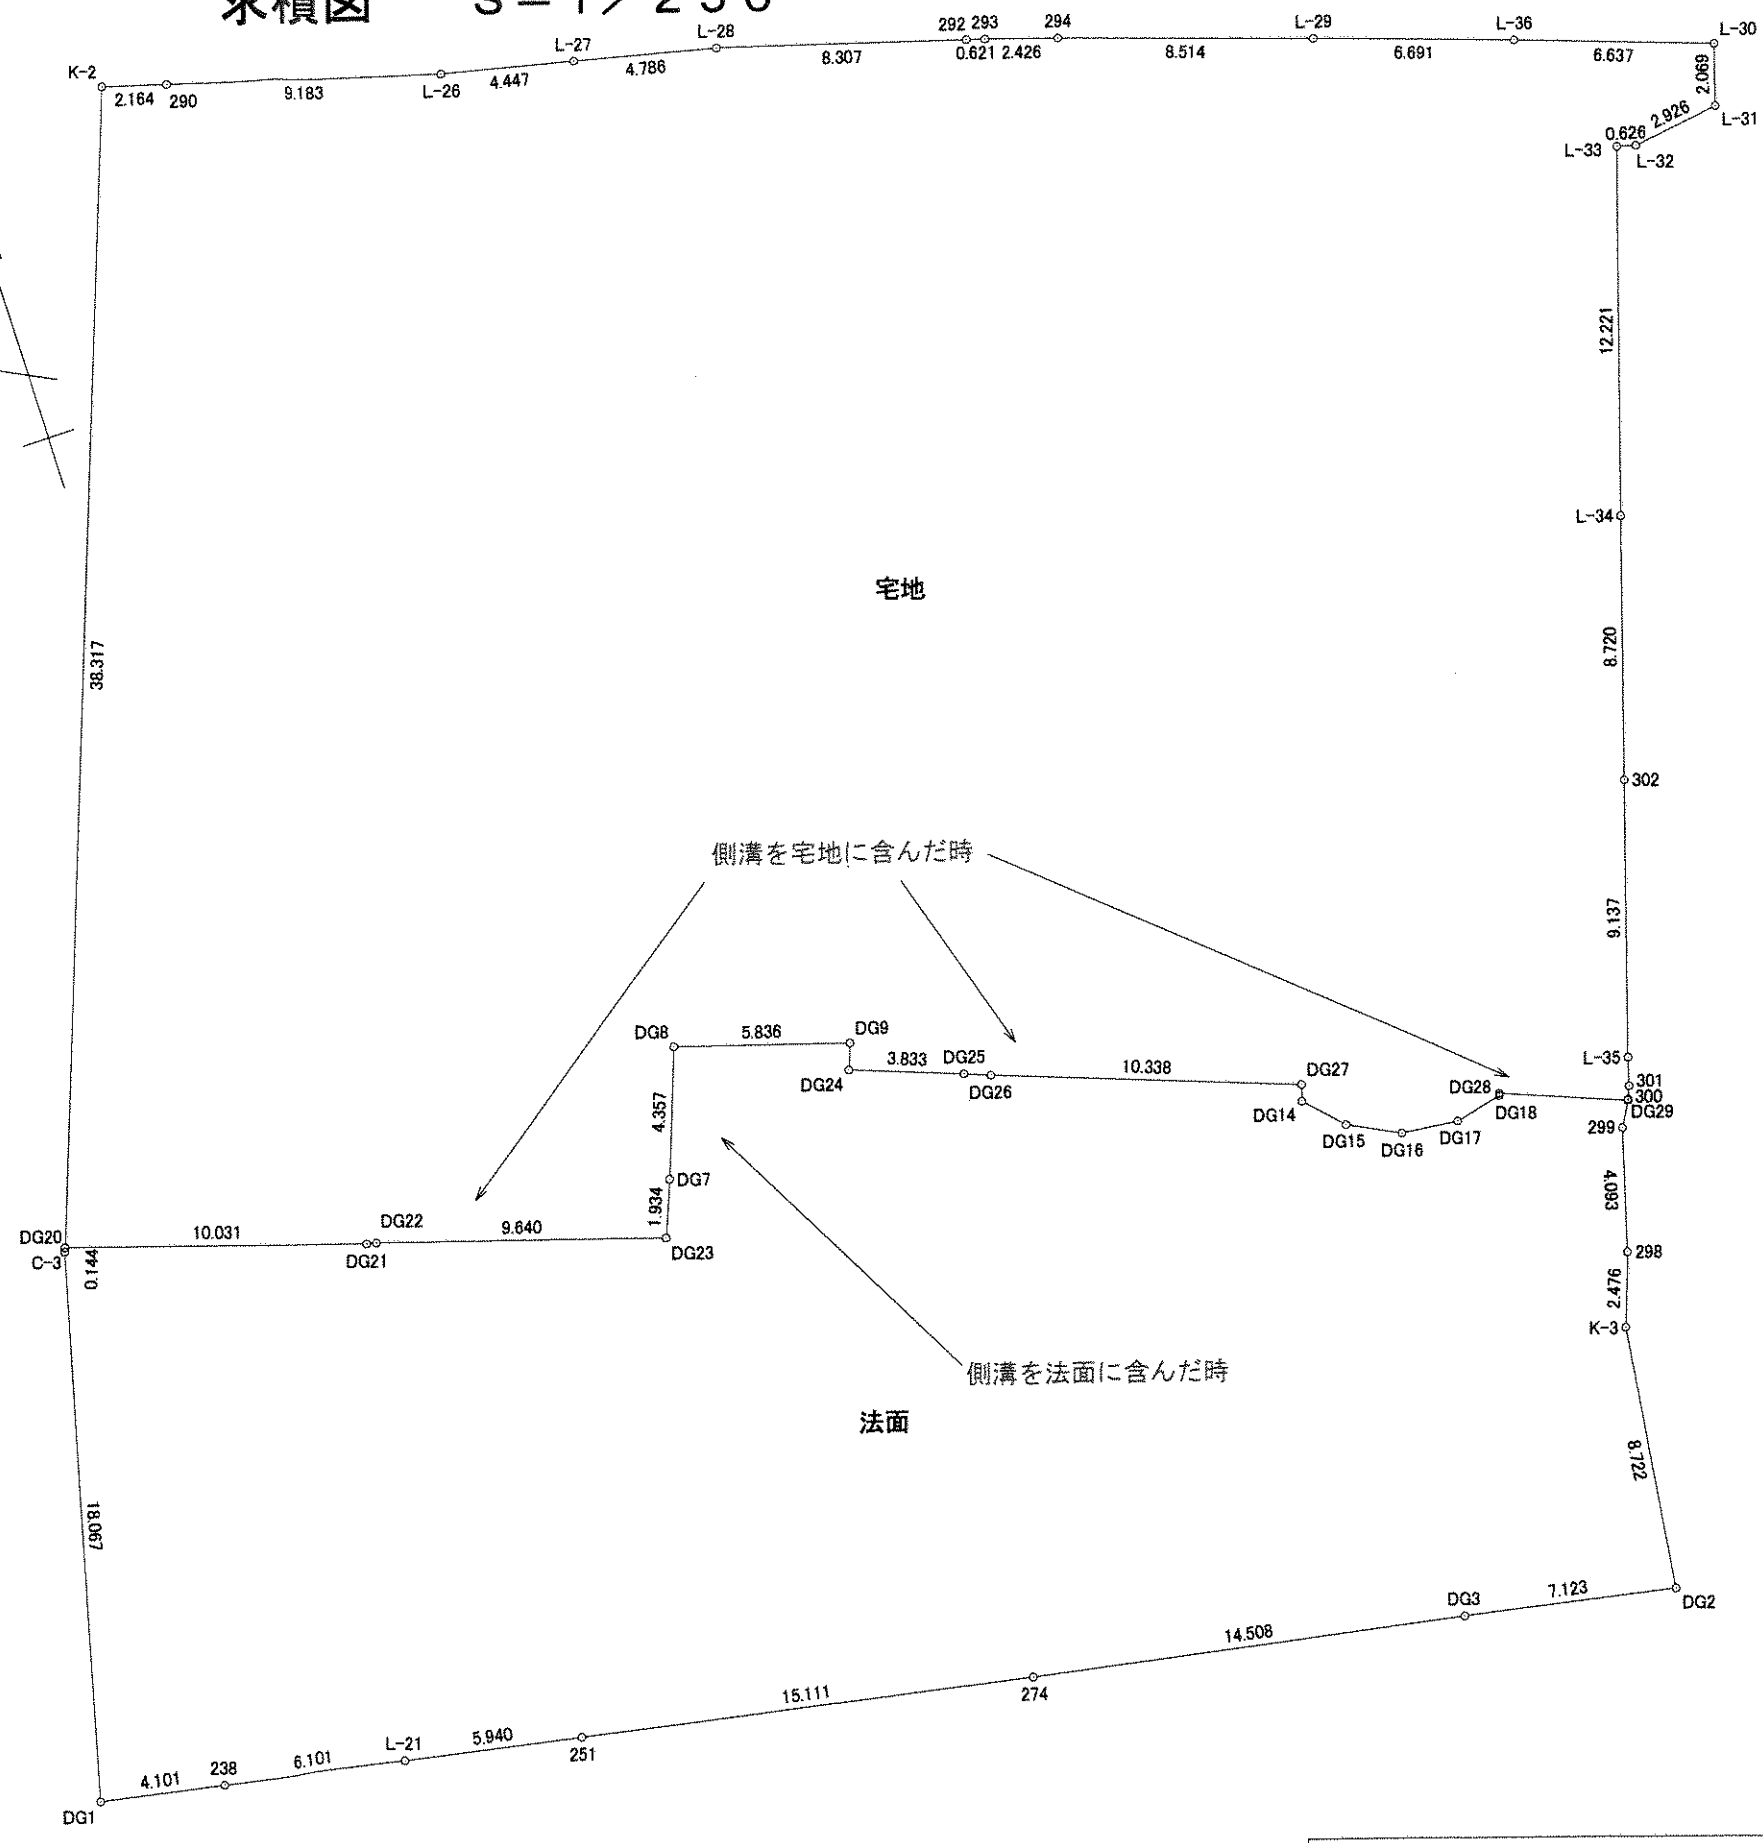 求積図 S=1/250
292 293 294 L-29 L-36 L-30
L-28
L-27
K-2
0.621 2.426 8.514 6.691 6.637 2.069
8.307
4.786
4.447
2.164 290 9.183 L-26
2.926
L-31
0.626
L-33 L-32
12.221
L-34
宅地
38.317
8.720
302
側溝を宅地に含んだ時
9.137
DG8 5.836 DG9
3.833 DG25 10.338 DG27
L-35
DG24 DG26 DG28 301
300
4.357 DG14 DG18 DG29
DG15 DG16 DG17 299
DG7
4.093
1.934
DG20 10.031 DG22 9.640
C-3 0.144 DG21 DG23
298
2.476
K-3
側溝を法面に含んだ時
法面
8.722
18.067
DG3 7.123
DG2
14.508
15.111 274
L-21 5.940
251
4.101 238 6.101
DG1